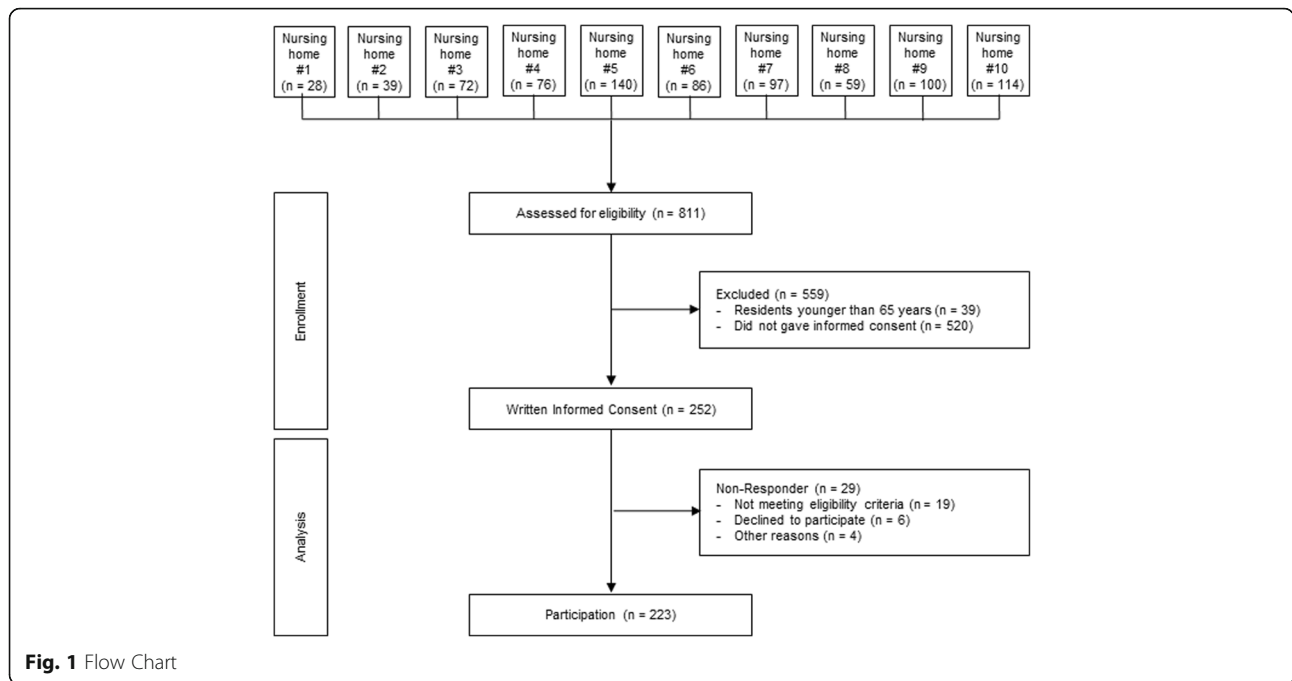 Nursing
home
#1
(n = 28)
Nursing
home
#2
(n = 39)
Nursing
home
#3
(n = 72)
Nursing
home
#4
(n = 76)
Nursing
home
#5
(n = 140)
Nursing
home
#6
(n = 86)
Nursing
home
#7
(n = 97)
Nursing
home
#8
(n = 59)
Nursing
home
#9
(n = 100)
Nursing
home
#10
(n = 114)
Assessed for eligibility (n = 811)
Enrollment
Excluded (n = 559)
- Residents younger than 65 years (n = 39)
- Did not gave informed consent (n = 520)
Written Informed Consent (n = 252)
Analysis
Non-Responder (n = 29)
- Not meeting eligibility criteria (n = 19)
- Declined to participate (n = 6)
- Other reasons (n = 4)
Participation (n = 223)
Fig. 1 Flow Chart